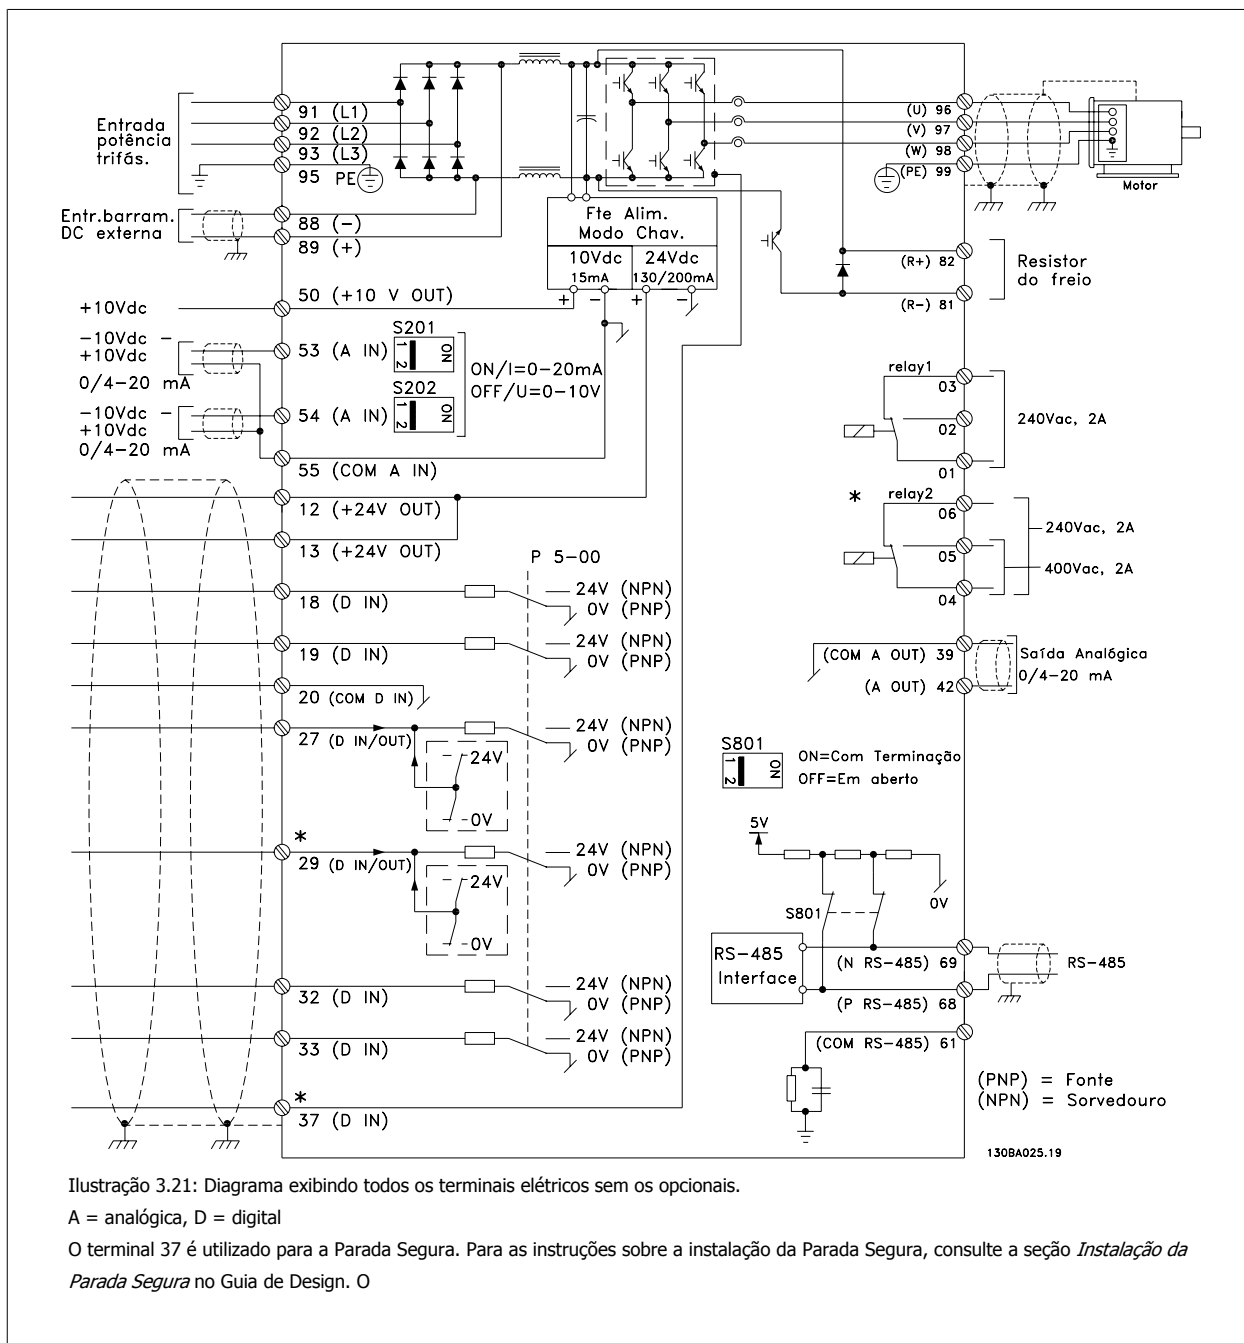 Entrada
potência
trifás.
91 (L1)
92 (L2)
93 (L3)
95 PE
Entr.barram.
DC externa
88 (−)
89 (+)
+10Vdc
50 (+10 V OUT)
−10Vdc −
+10Vdc
0/4−20 mA
53 (A IN)
−10Vdc −
+10Vdc
0/4−20 mA
54 (A IN)
55 (COM A IN)
12 (+24V OUT)
13 (+24V OUT)
18 (D IN)
19 (D IN)
20 (COM D IN)
27 (D IN/OUT)
*
29 (D IN/OUT)
32 (D IN)
33 (D IN)
*
37 (D IN)
S201
1 2 ON
S202
1 2 ON
ON/I=0−20mA
OFF/U=0−10V
Fte Alim.
Modo Chav.
10Vdc
15mA
24Vdc
130/200mA
+ − + −
P 5−00
24V (NPN)
0V (PNP)
24V (NPN)
0V (PNP)
24V (NPN)
0V (PNP)
24V
0V
24V (NPN)
0V (PNP)
24V
0V
24V (NPN)
0V (PNP)
24V (NPN)
0V (PNP)
(U) 96
(V) 97
(W) 98
(PE) 99
Motor
(R+) 82
Resistor
do freio
(R−) 81
relay1
03
02
01
240Vac, 2A
*
relay2
06
05
04
240Vac, 2A
400Vac, 2A
(COM A OUT) 39
(A OUT) 42
Saída Analógica
0/4−20 mA
S801
1 2 ON
ON=Com Terminação
OFF=Em aberto
5V
0V
S801
RS−485
Interface
(N RS−485) 69
RS−485
(P RS−485) 68
(COM RS−485) 61
(PNP) = Fonte
(NPN) = Sorvedouro
130BA025.19
Ilustração 3.21: Diagrama exibindo todos os terminais elétricos sem os opcionais.
A = analógica, D = digital
O terminal 37 é utilizado para a Parada Segura. Para as instruções sobre a instalação da Parada Segura, consulte a seção Instalação da
Parada Segura no Guia de Design. O